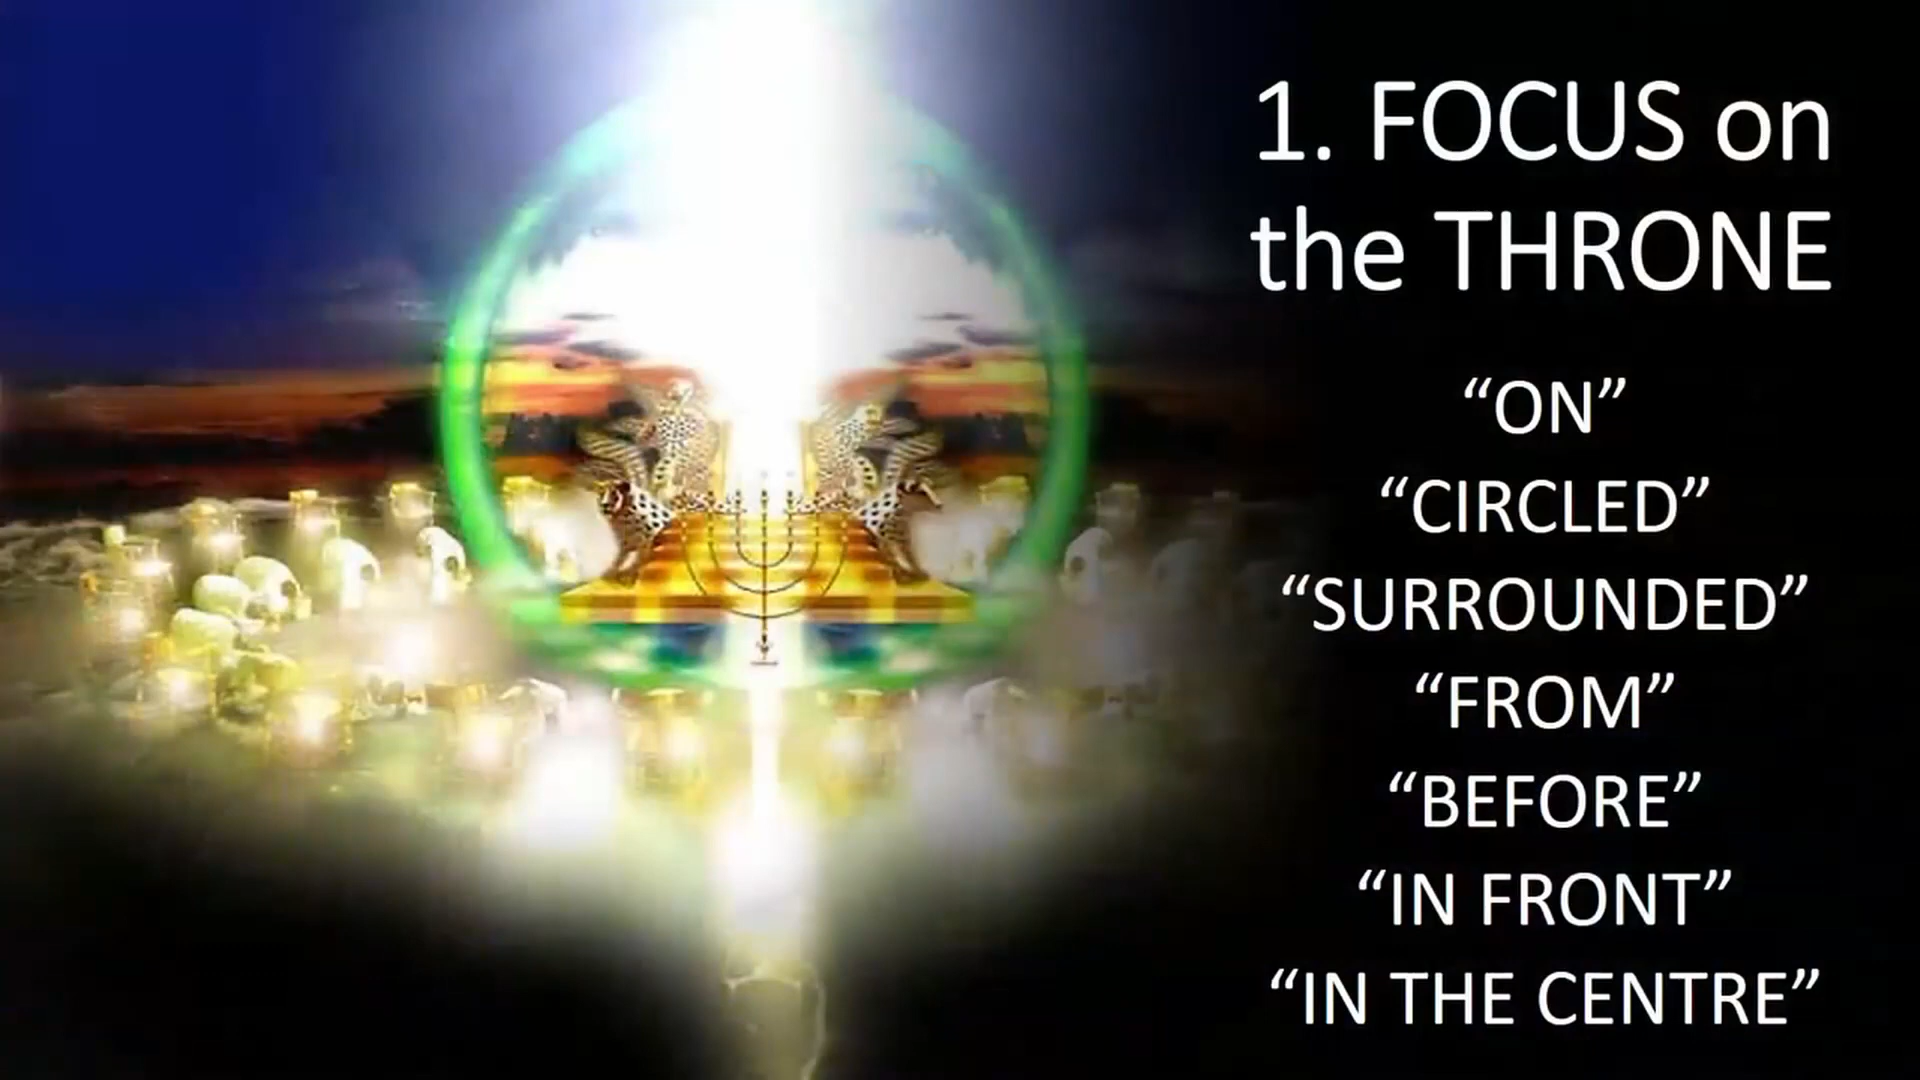 1. FOCUS on
the THRONE
“ON”
“CIRCLED”
“SURROUNDED”
“FROM”
“BEFORE”
“IN FRONT”
“IN THE CENTRE”